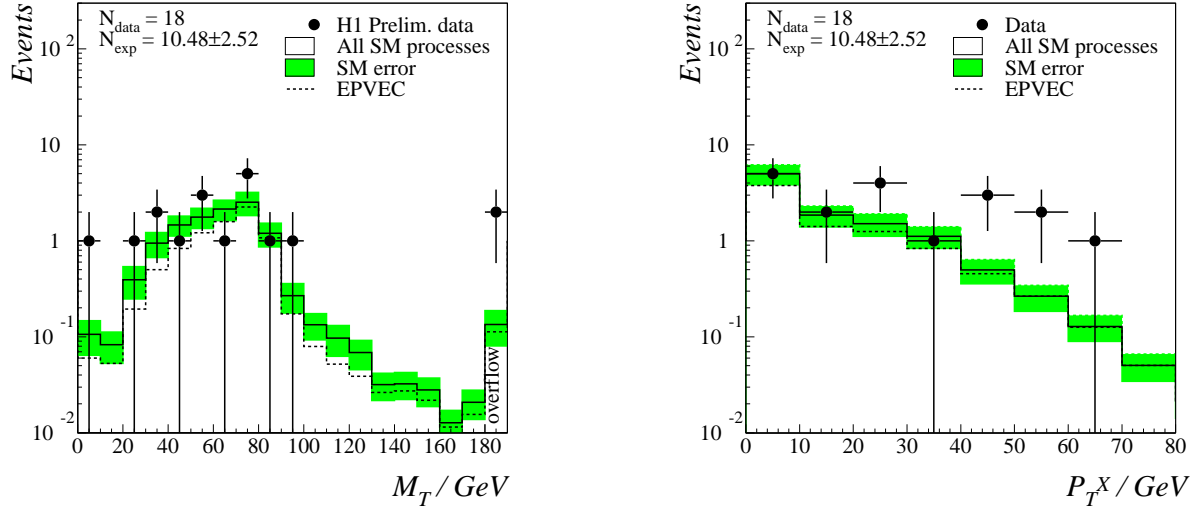 N_data = 18
N_exp = 10.48±2.52
H1 Prelim. data
All SM processes
SM error
EPVEC
Events
10^2
10
1
10^-1
10^-2
overflow
0 20 40 60 80 100 120 140 160 180
M_T / GeV
N_data = 18
N_exp = 10.48±2.52
Data
All SM processes
SM error
EPVEC
Events
10^2
10
1
10^-1
10^-2
0 10 20 30 40 50 60 70 80
P_T^X / GeV